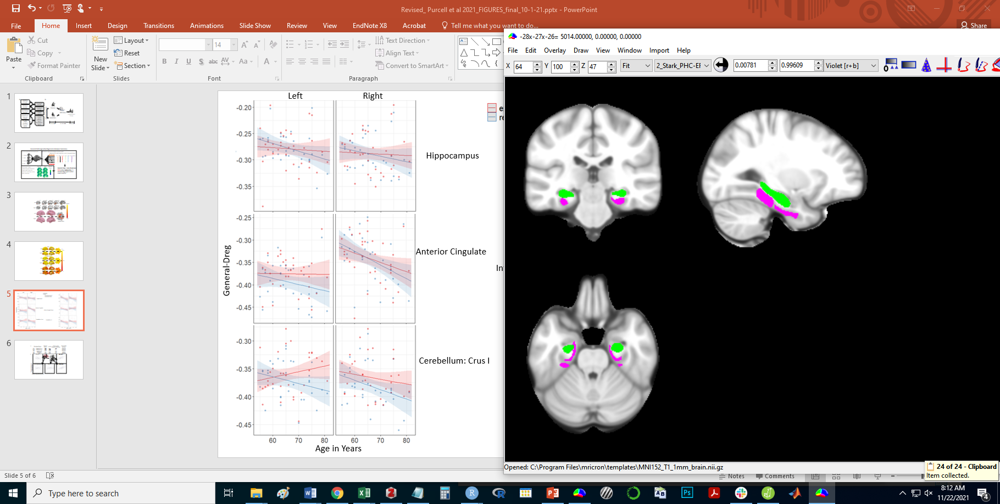 Revised_ Purcell et al 2021_FIGURES_final_10-1-21.pptx - PowerPoint
File Home Insert Design Transitions Animations Slide Show Review View EndNote X8 Acrobat Tell me what you want to do... Share
Paste
Cut
Copy
Format Painter
Clipboard
New Slide
Layout
Reset
Section
Slides
14
B I U S abc AV Aa A
Font
Text Direction
Align Text
Convert to SmartArt
Paragraph
1
2
3
4
5
6
Left Right
-0.20
-0.25
-0.30
-0.35
Hippocampus
-0.25
-0.30
-0.35
-0.40
-0.45
Anterior Cingulate
General-Dreg
-0.30
-0.35
-0.40
-0.45
Cerebellum: Crus I
60 70 80 60 70 80
Age in Years
e
re
In
-28x-27x-26= 5014.00000, 0.00000, 0.00000
File Edit Overlay Draw View Window Import Help
X 64 Y 100 Z 47 Fit 2_Stark_PHC-EF 0.00781 0.99609 Violet [r+b]
Opened: C:\Program Files\mricron\templates\MNI152_T1_1mm_brain.nii.gz
24 of 24 - Clipboard
Item collected.
Slide 5 of 6
Notes Comments
Type here to search
8:12 AM
11/22/2021
4